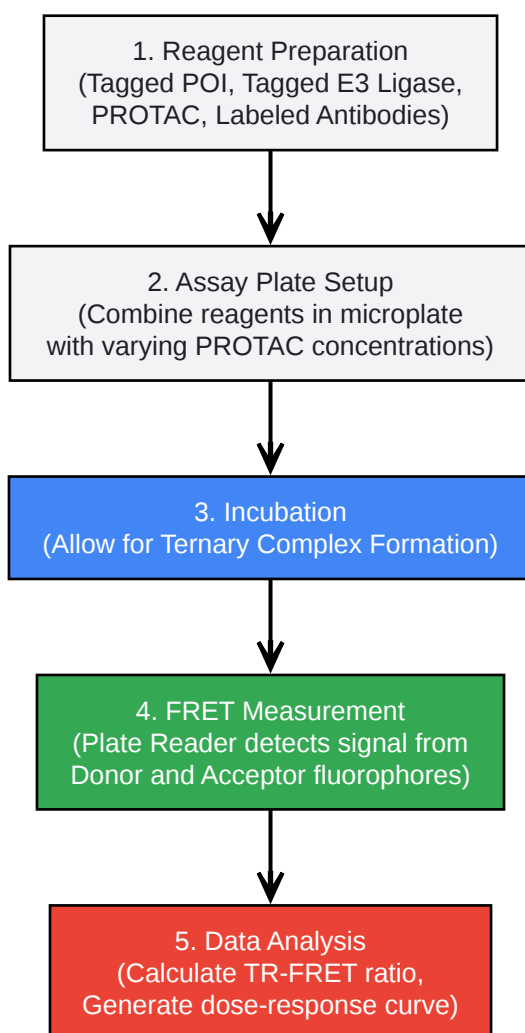 1. Reagent Preparation
(Tagged POI, Tagged E3 Ligase,
PROTAC, Labeled Antibodies)
2. Assay Plate Setup
(Combine reagents in microplate
with varying PROTAC concentrations)
3. Incubation
(Allow for Ternary Complex Formation)
4. FRET Measurement
(Plate Reader detects signal from
Donor and Acceptor fluorophores)
5. Data Analysis
(Calculate TR-FRET ratio,
Generate dose-response curve)